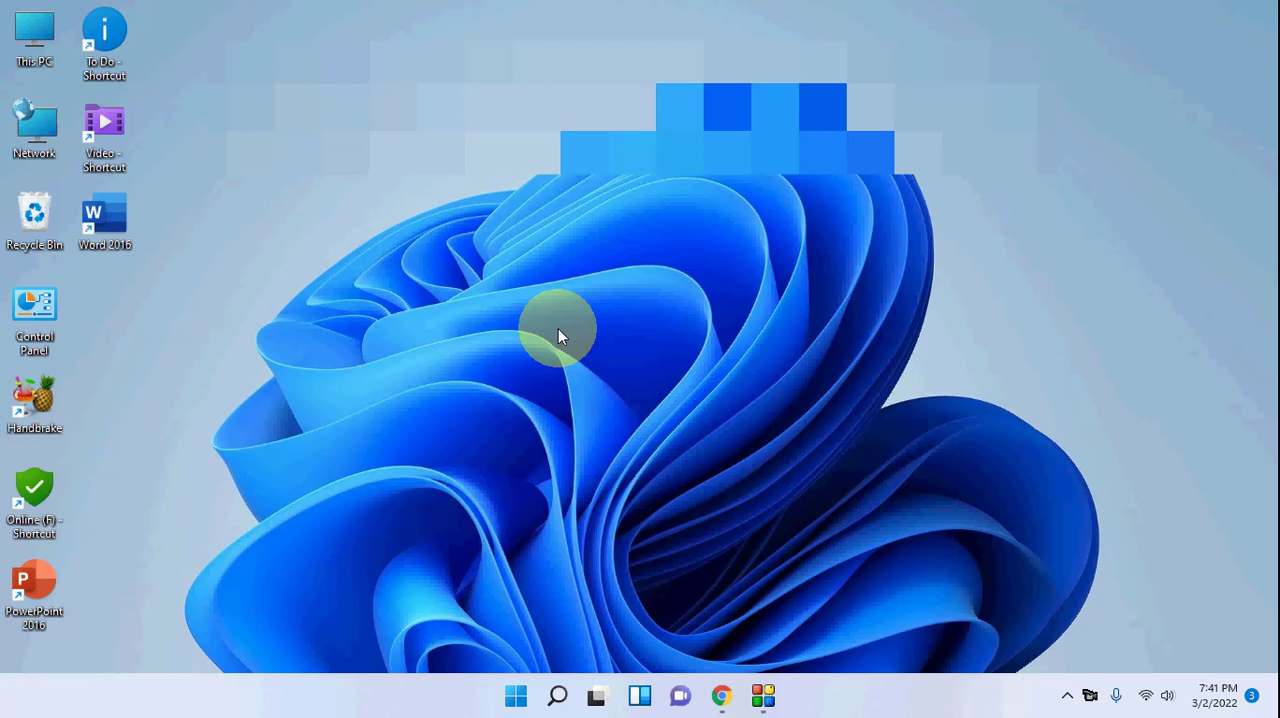 This PC
To Do -
Shortcut
Network
Video -
Shortcut
Recycle Bin
W
Word 2016
Control
Panel
Handbrake
Online (F) -
Shortcut
P
PowerPoint
2016
7:41 PM
3/2/2022
3